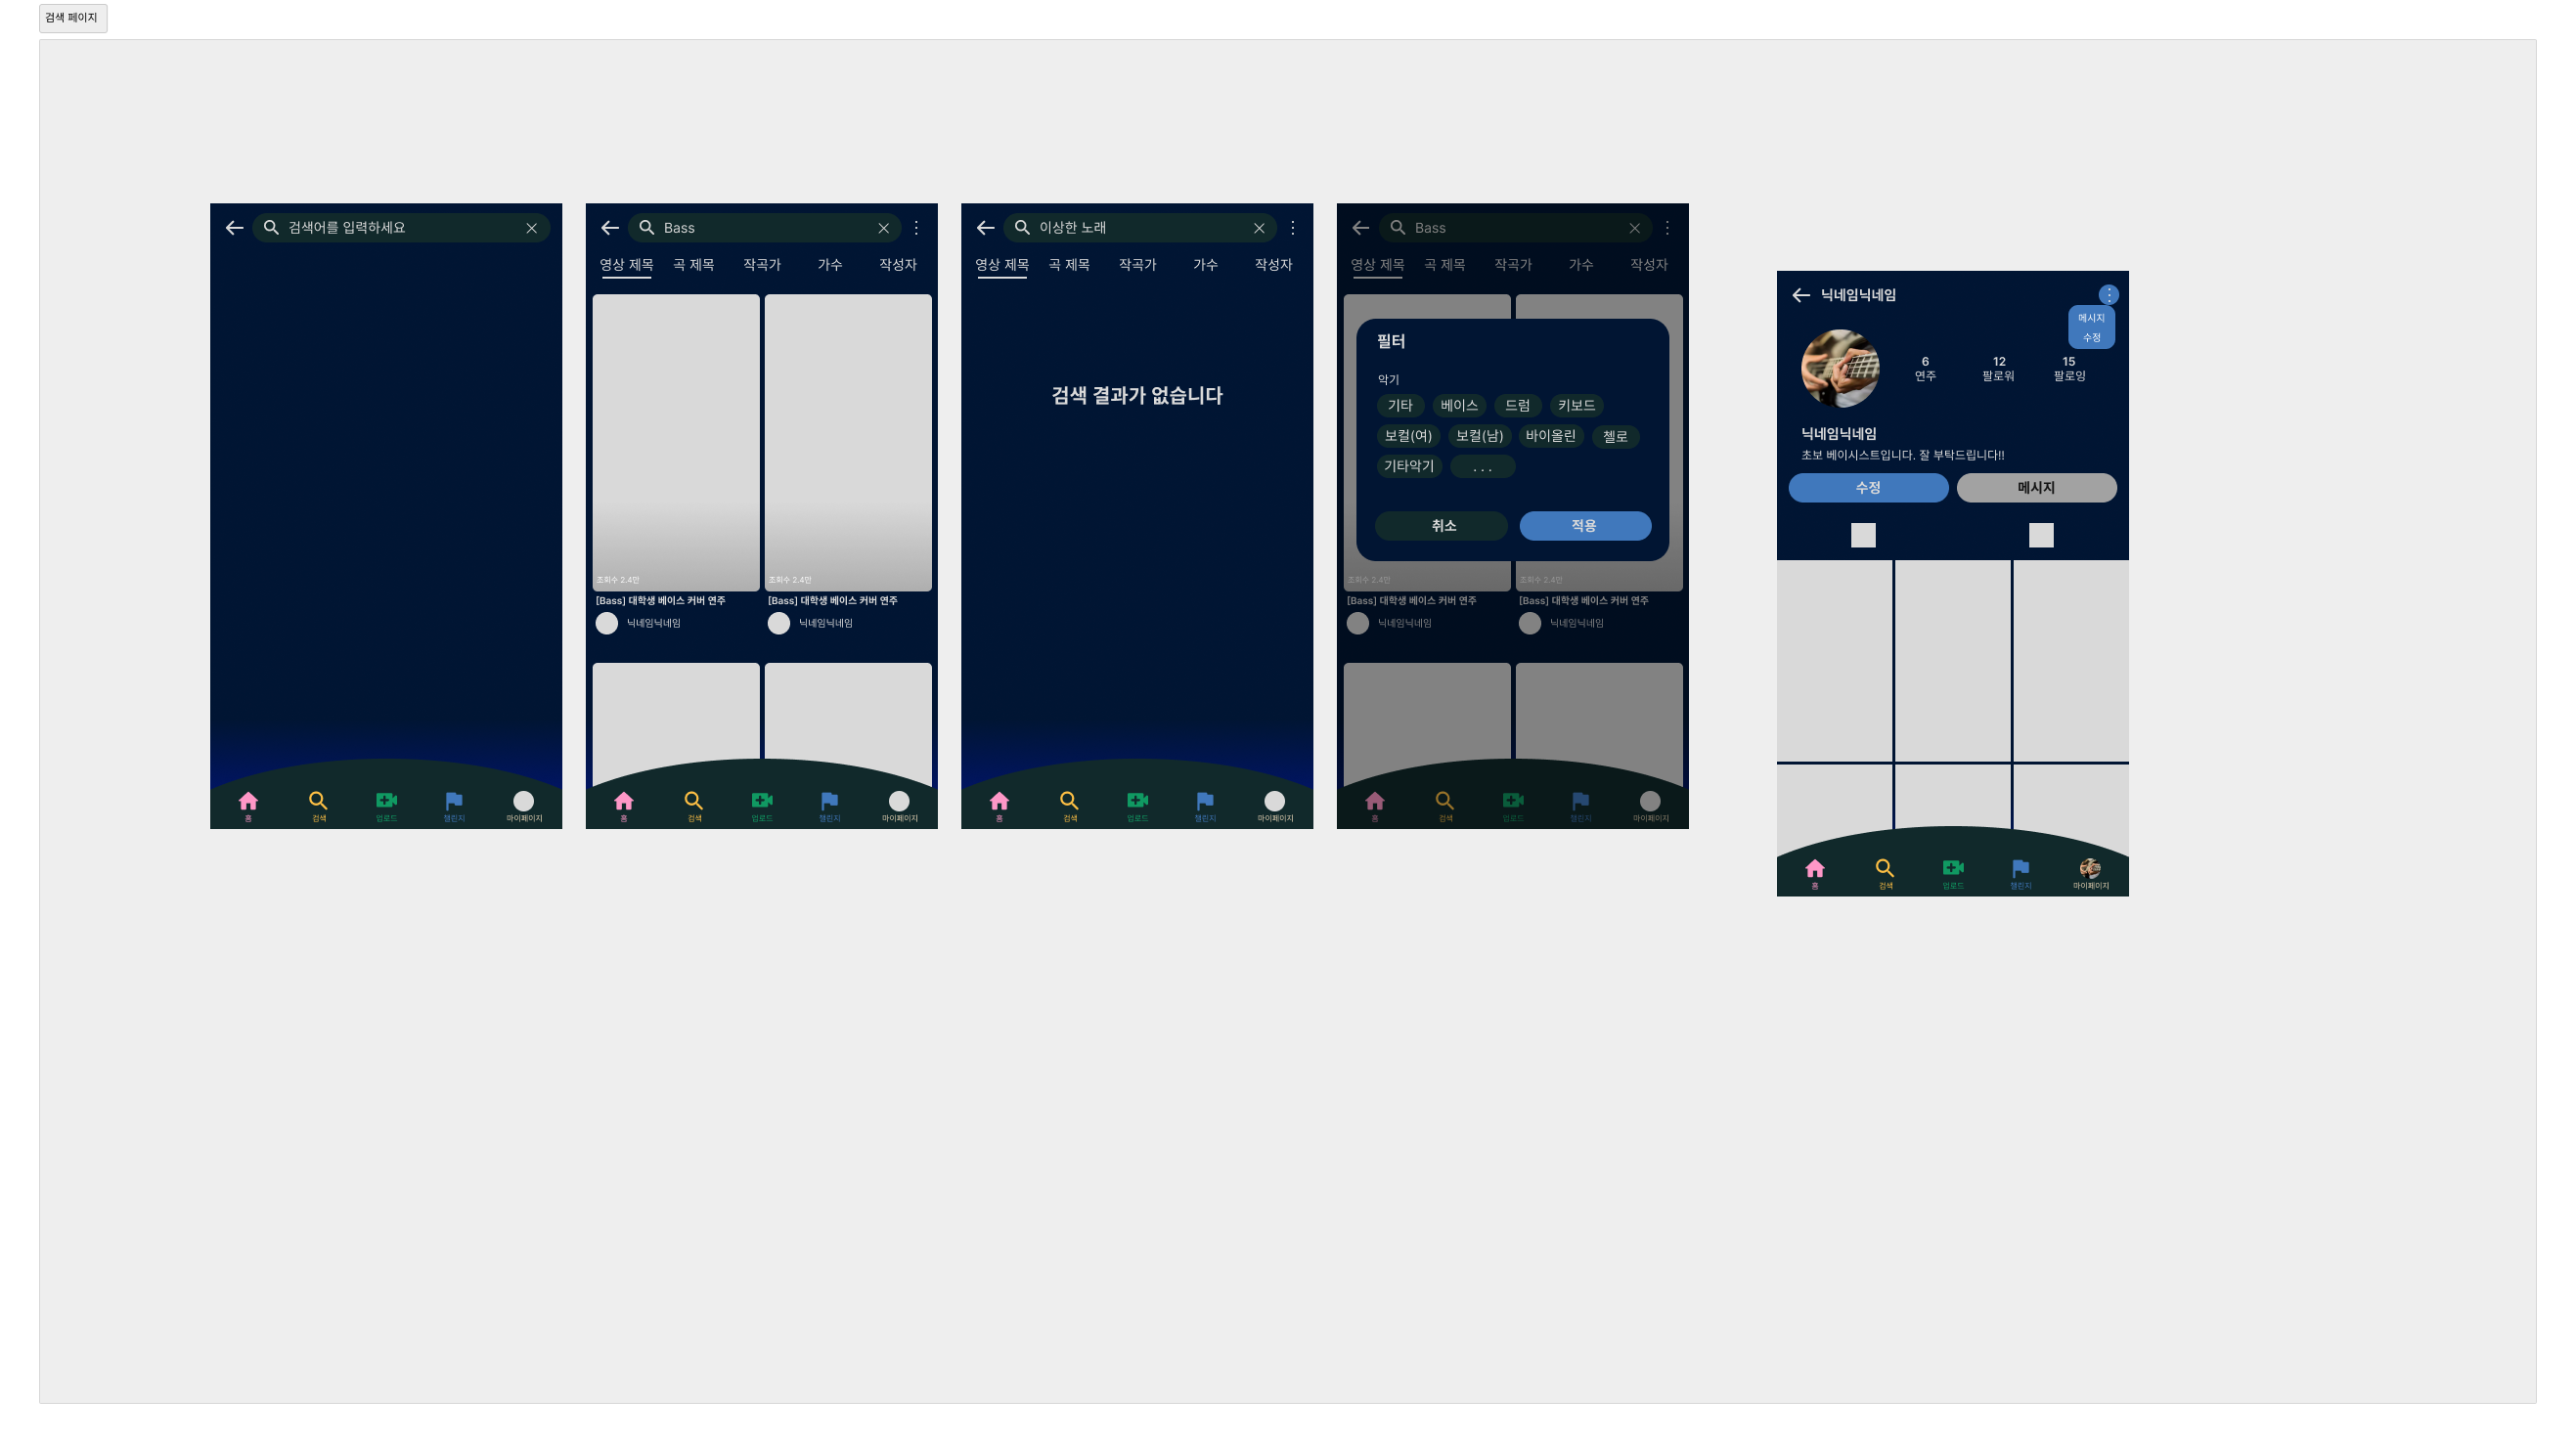 검색 페이지
검색어를 입력하세요
홈 검색 업로드 챌린지 마이페이지
Bass
영상 제목 곡 제목 작곡가 가수 작성자
조회수 2.4만 조회수 2.4만
[Bass] 대학생 베이스 커버 연주 [Bass] 대학생 베이스 커버 연주
닉네임닉네임 닉네임닉네임
홈 검색 업로드 챌린지 마이페이지
이상한 노래
영상 제목 곡 제목 작곡가 가수 작성자
검색 결과가 없습니다
홈 검색 업로드 챌린지 마이페이지
Bass
영상 제목 곡 제목 작곡가 가수 작성자
필터
악기
기타 베이스 드럼 키보드
보컬(여) 보컬(남) 바이올린 첼로
기타악기 . . .
취소 적용
조회수 2.4만 조회수 2.4만
[Bass] 대학생 베이스 커버 연주 [Bass] 대학생 베이스 커버 연주
닉네임닉네임 닉네임닉네임
홈 검색 업로드 챌린지 마이페이지
닉네임닉네임
메시지
수정
6 12 15
연주 팔로워 팔로잉
닉네임닉네임
초보 베이시스트입니다. 잘 부탁드립니다!!
수정 메시지
홈 검색 업로드 챌린지 마이페이지